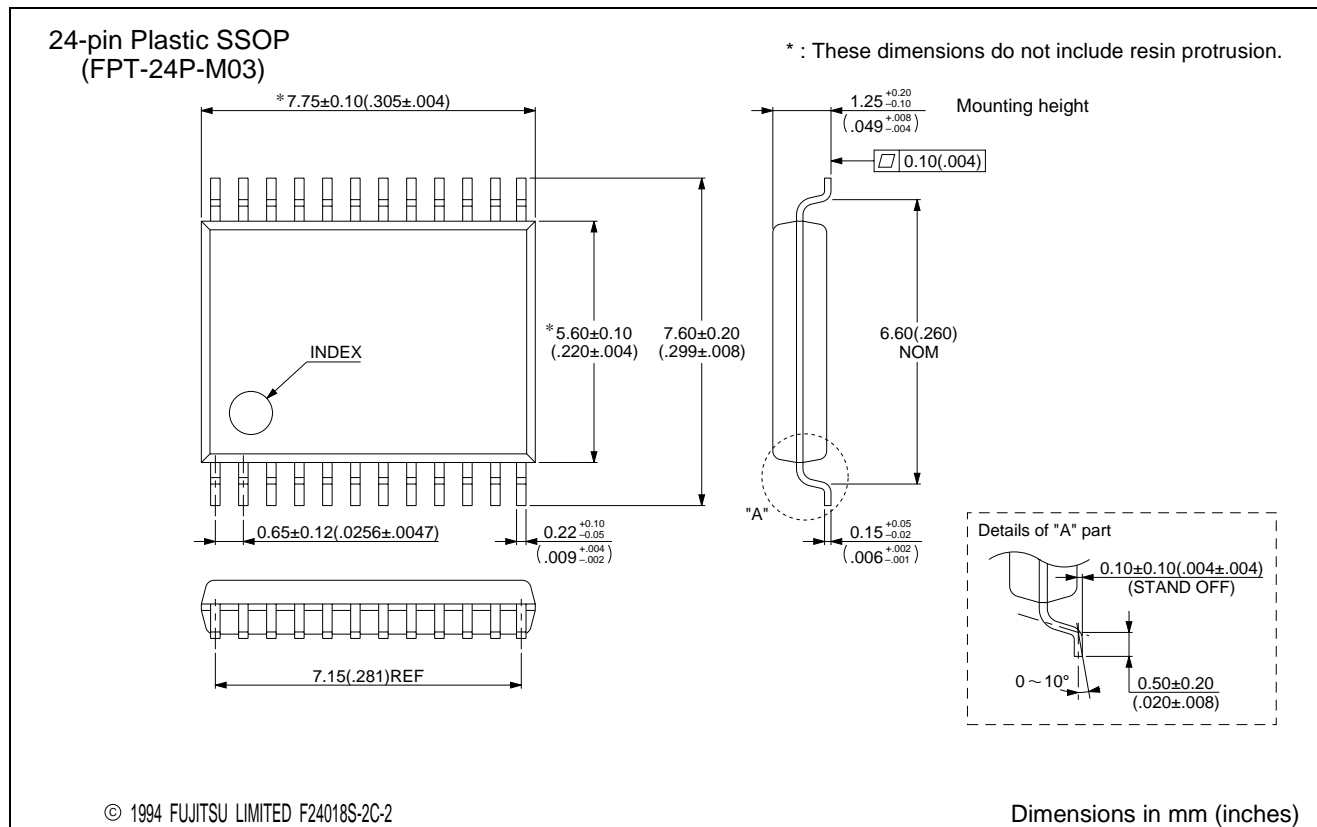 24-pin Plastic SSOP
(FPT-24P-M03)
* : These dimensions do not include resin protrusion.
*7.75±0.10(.305±.004)
1.25 +0.20 -0.10
(.049 +.008 -.004)
Mounting height
0.10(.004)
INDEX
*5.60±0.10
(.220±.004)
7.60±0.20
(.299±.008)
6.60(.260)
NOM
"A"
0.65±0.12(.0256±.0047)
0.22 +0.10 -0.05
(.009 +.004 -.002)
0.15 +0.05 -0.02
(.006 +.002 -.001)
Details of "A" part
0.10±0.10(.004±.004)
(STAND OFF)
0~10°
0.50±0.20
(.020±.008)
7.15(.281)REF
© 1994 FUJITSU LIMITED F24018S-2C-2
Dimensions in mm (inches)